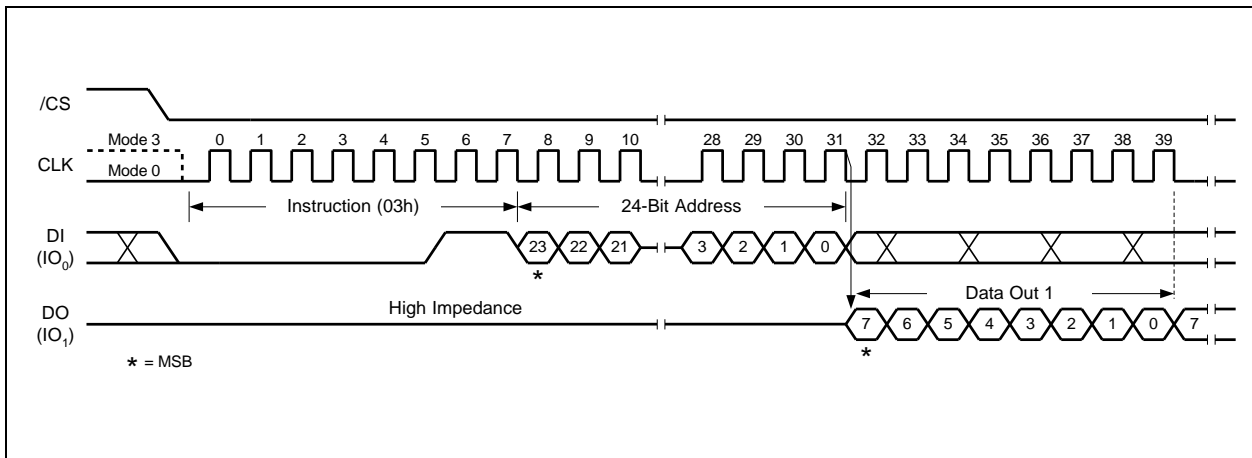 /CS
Mode 3 0 1 2 3 4 5 6 7 8 9 10 28 29 30 31 32 33 34 35 36 37 38 39
CLK
Mode 0
Instruction (03h) 24-Bit Address
DI
(IO0)
23 22 21 3 2 1 0
*
Data Out 1
High Impedance
DO
(IO1)
7 6 5 4 3 2 1 0 7
*
* = MSB